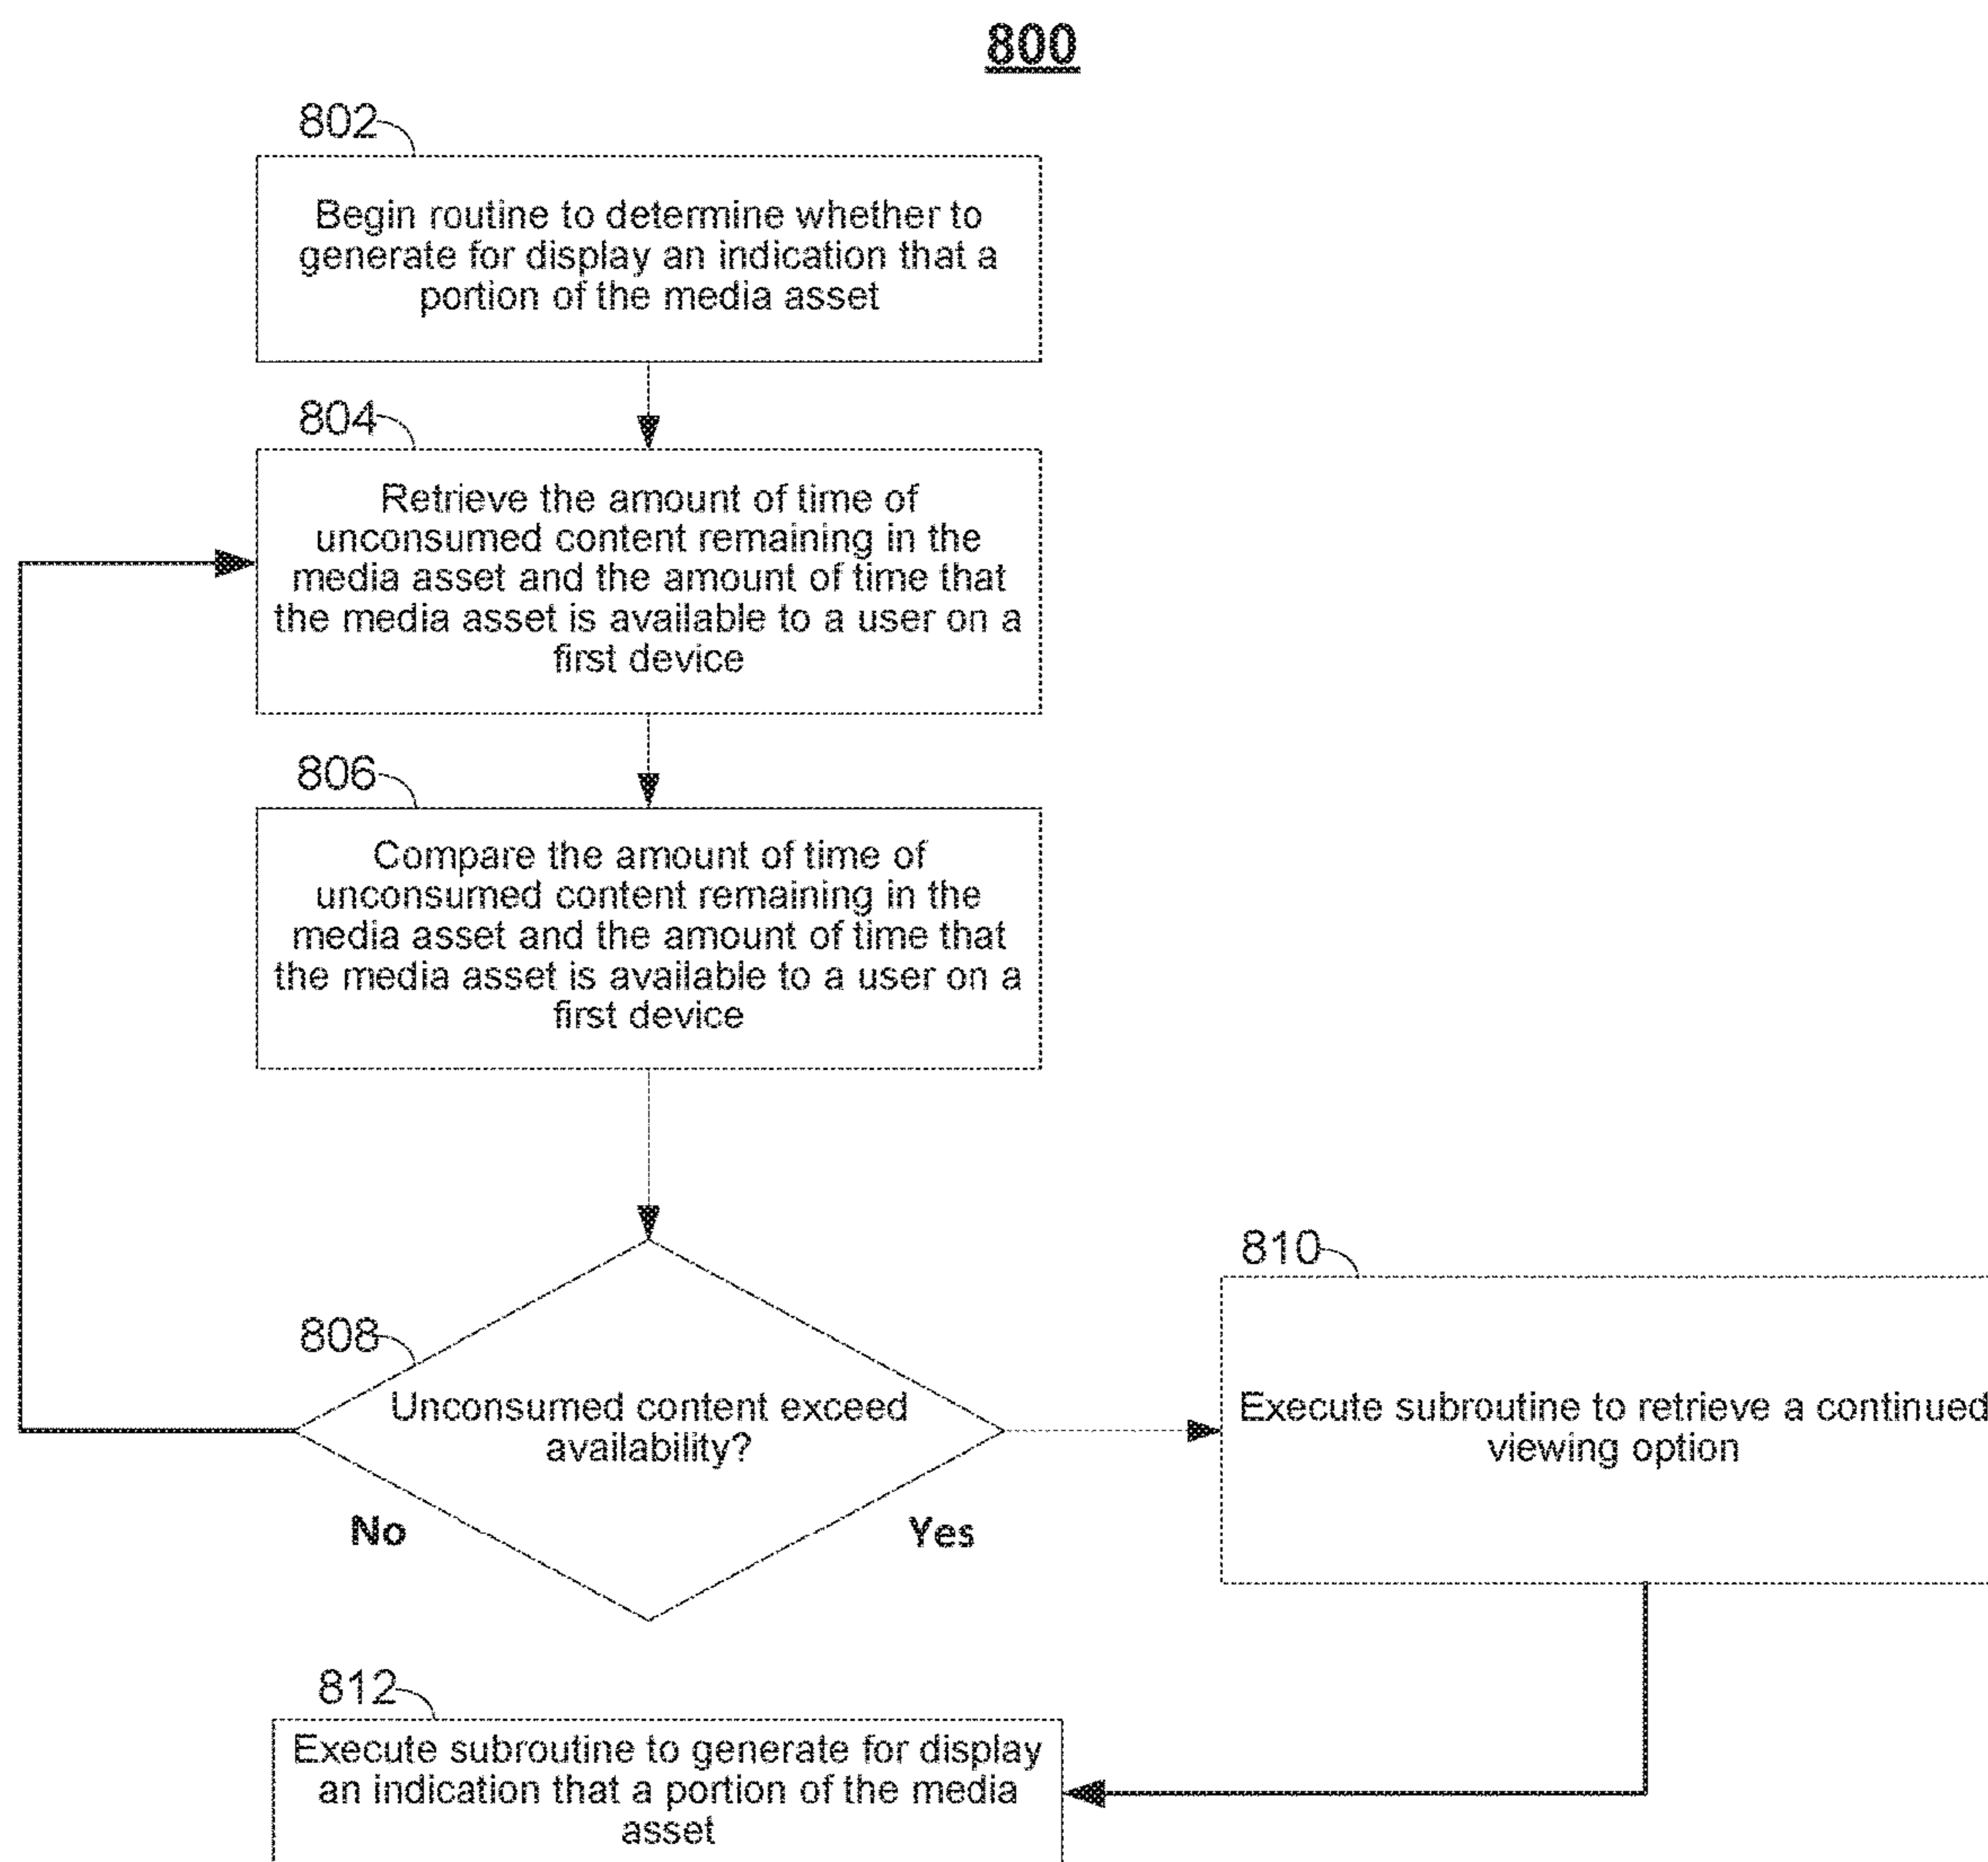 800
802
Begin routine to determine whether to
generate for display an indication that a
portion of the media asset
804
Retrieve the amount of time of
unconsumed content remaining in the
media asset and the amount of time that
the media asset is available to a user on a
first device
806
Compare the amount of time of
unconsumed content remaining in the
media asset and the amount of time that
the media asset is available to a user on a
first device
808
Unconsumed content exceed
availability?
No
Yes
810
Execute subroutine to retrieve a continued
viewing option
812
Execute subroutine to generate for display
an indication that a portion of the media
asset